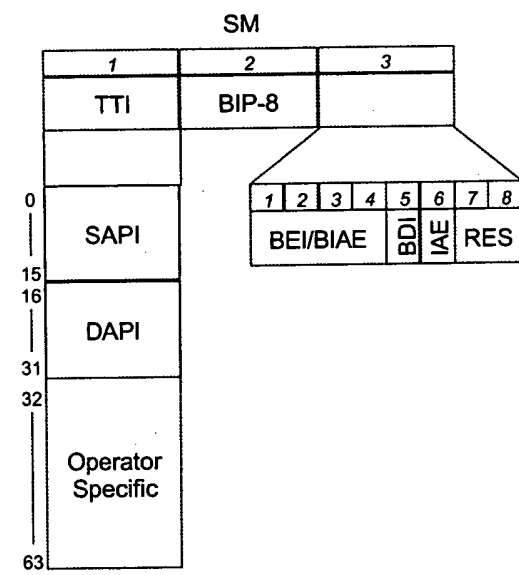 SM
1 2 3
TTI BIP-8
1 2 3 4 5 6 7 8
BEI/BIAE BDI IAE RES
0
SAPI
15
16
DAPI
31
32
Operator
Specific
63